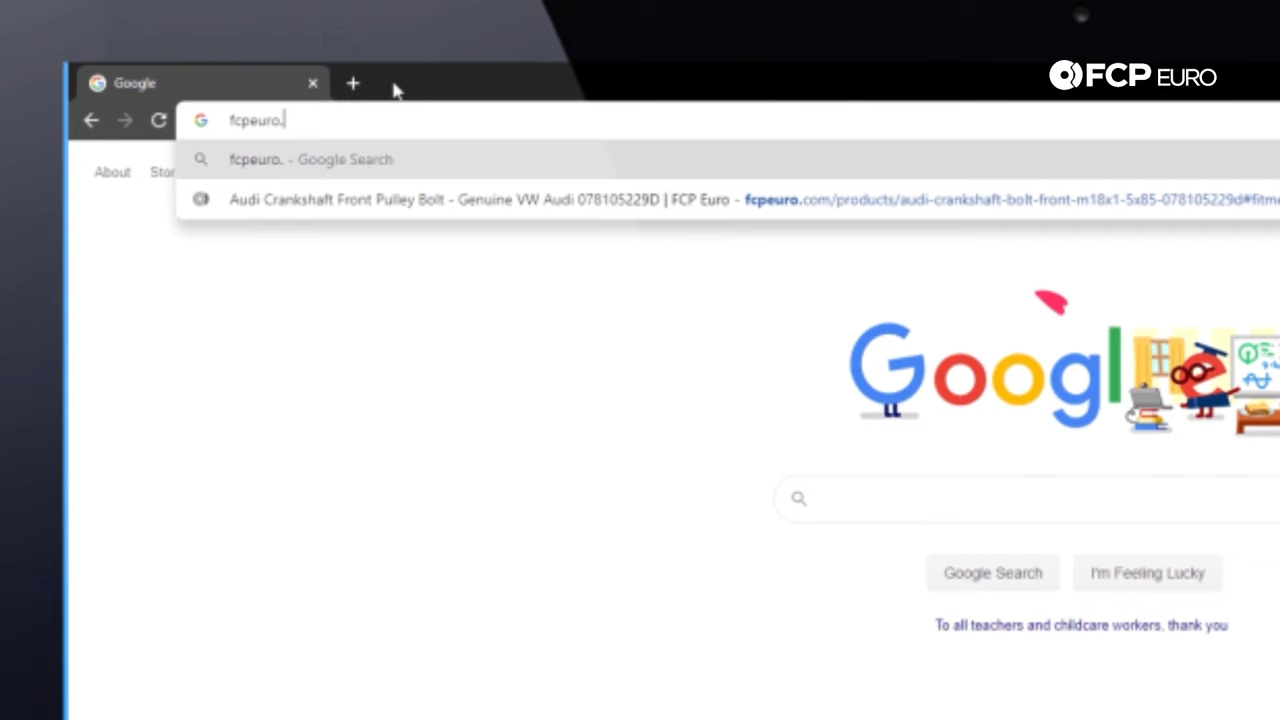 FCP EURO
Google
fcpeuro.
fcpeuro. - Google Search
About
Audi Crankshaft Front Pulley Bolt - Genuine VW Audi 078105229D | FCP Euro - fcpeuro.com/products/audi-crankshaft-bolt-front-m18x1-5x85-078105229d#fitme
Google
Google Search
I'm Feeling Lucky
To all teachers and childcare workers, thank you